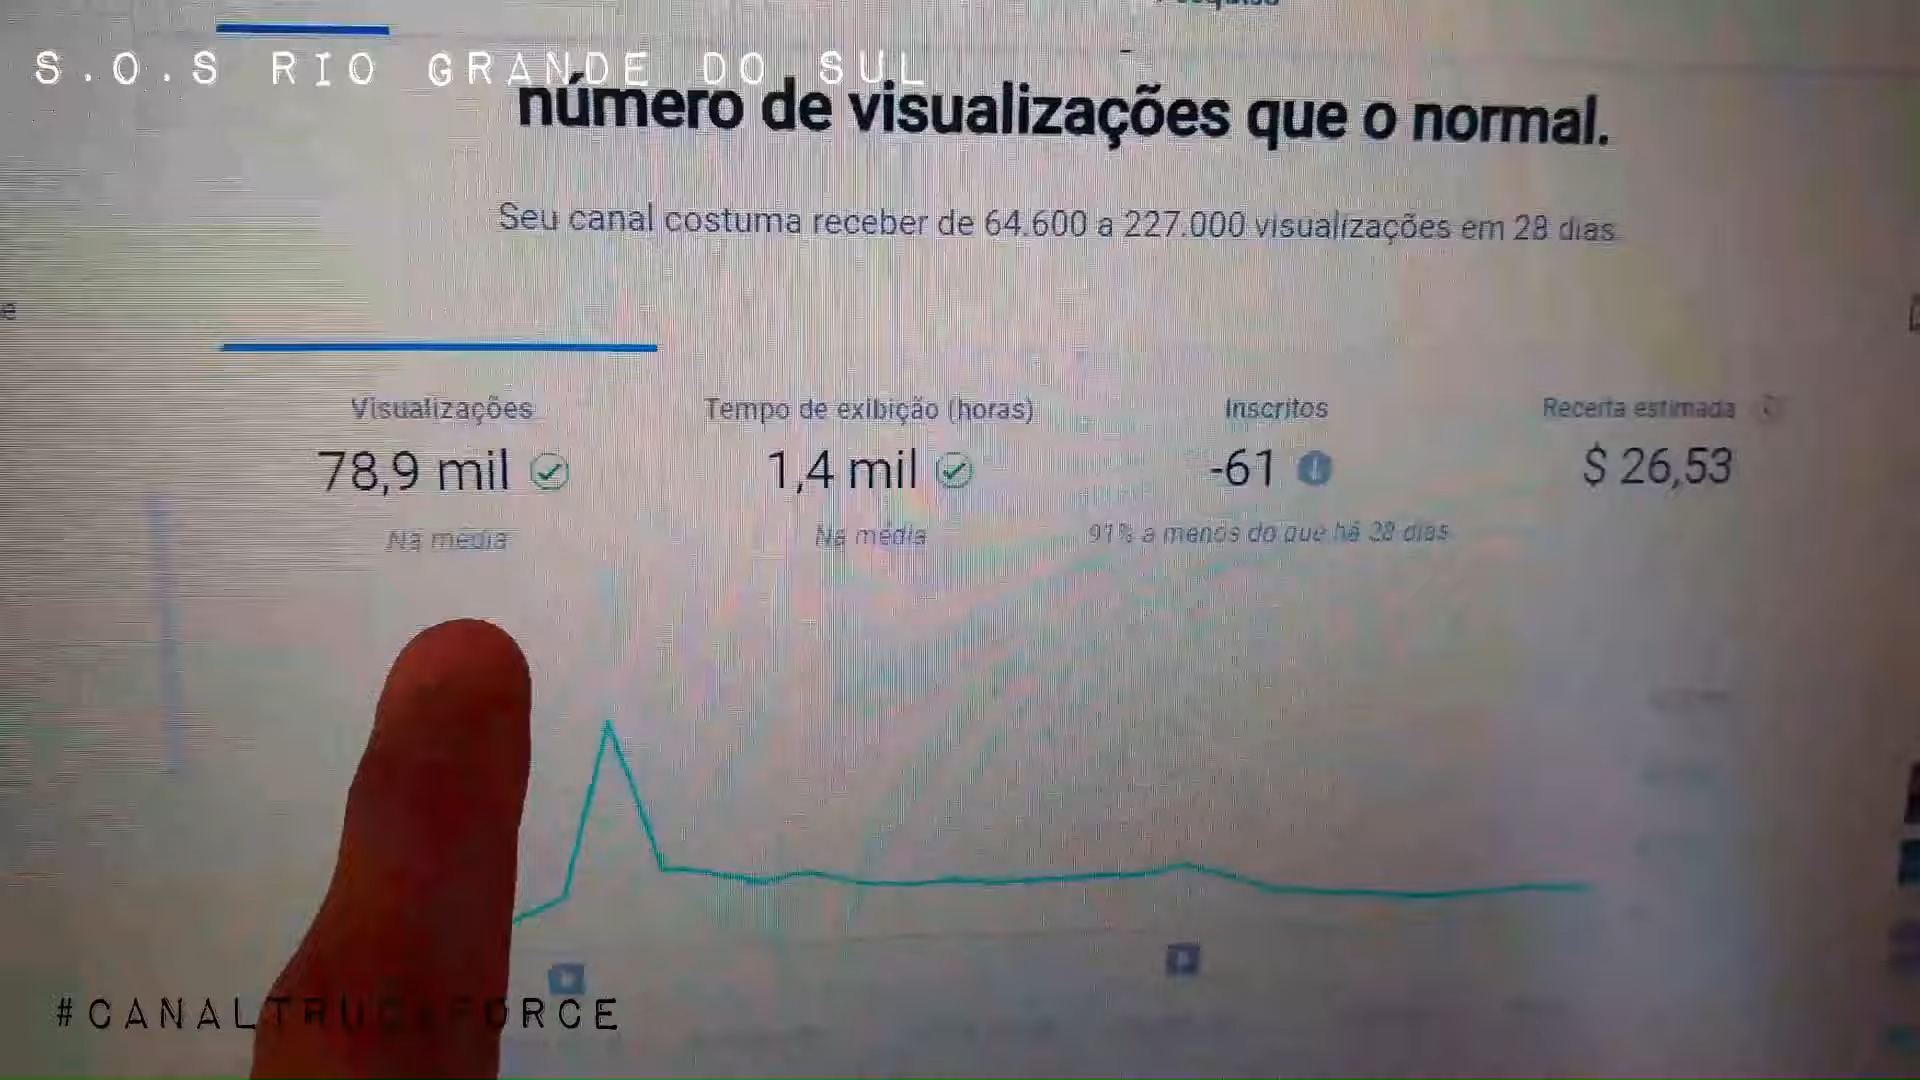 S.O.S RIO GRANDE DO SUL
número de visualizações que o normal.
Seu canal costuma receber de 64.600 a 227.000 visualizações em 28 dias
Visualizações
78,9 mil
Na média
Tempo de exibição (horas)
1,4 mil
Na média
Inscritos
-61
91% a menos do que há 28 dias
Receita estimada
$ 26,53
#CANALTRUCKFORCE